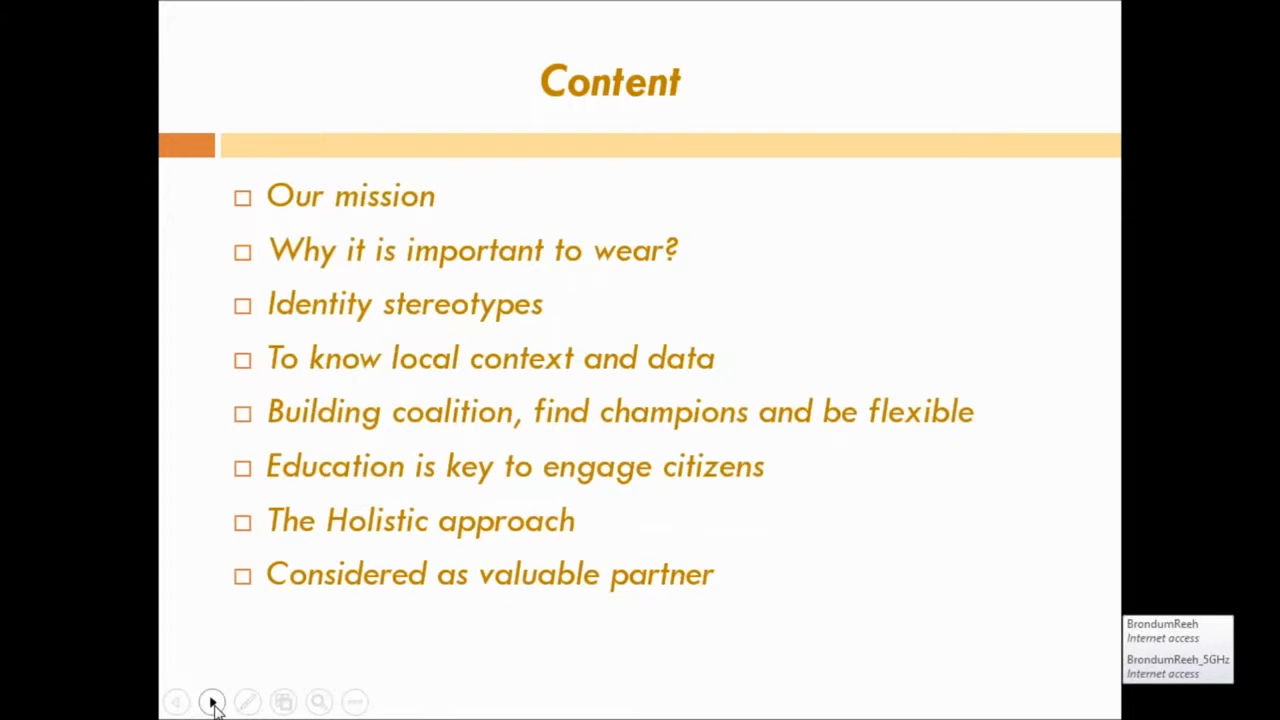 Content
Our mission
Why it is important to wear?
Identity stereotypes
To know local context and data
Building coalition, find champions and be flexible
Education is key to engage citizens
The Holistic approach
Considered as valuable partner
BrondumReeh
Internet access
BrondumReeh_5GHz
Internet access